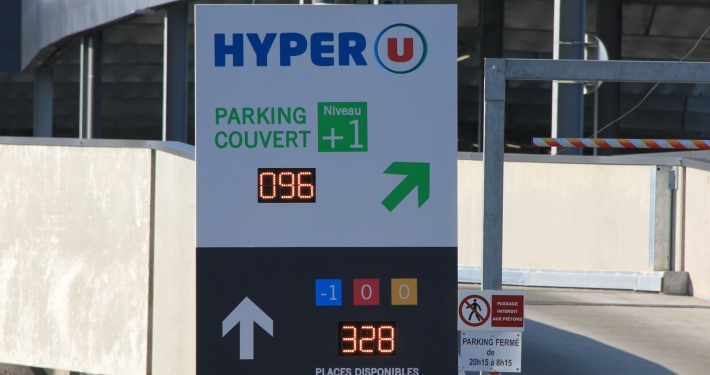 HYPER U
PARKING
COUVERT
Niveau
+1
096
-1 0 0
328
PLACES DISPONIBLES
PASSAGE
INTERDIT
AUX PIÉTONS
PARKING FERMÉ
de
20h15 à 8h15